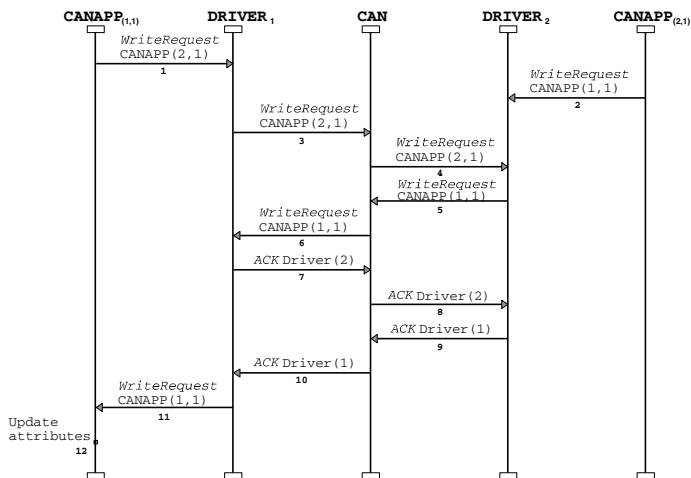 CANAPP(1,1) DRIVER1 CAN DRIVER2 CANAPP(2,1)
WriteRequest
CANAPP(2,1)
1
WriteRequest
CANAPP(1,1)
2
WriteRequest
CANAPP(2,1)
3
WriteRequest
CANAPP(2,1)
4
WriteRequest
CANAPP(1,1)
5
WriteRequest
CANAPP(1,1)
6
ACK Driver(2)
7
ACK Driver(2)
8
ACK Driver(1)
9
ACK Driver(1)
10
WriteRequest
CANAPP(1,1)
11
Update
attributes
12